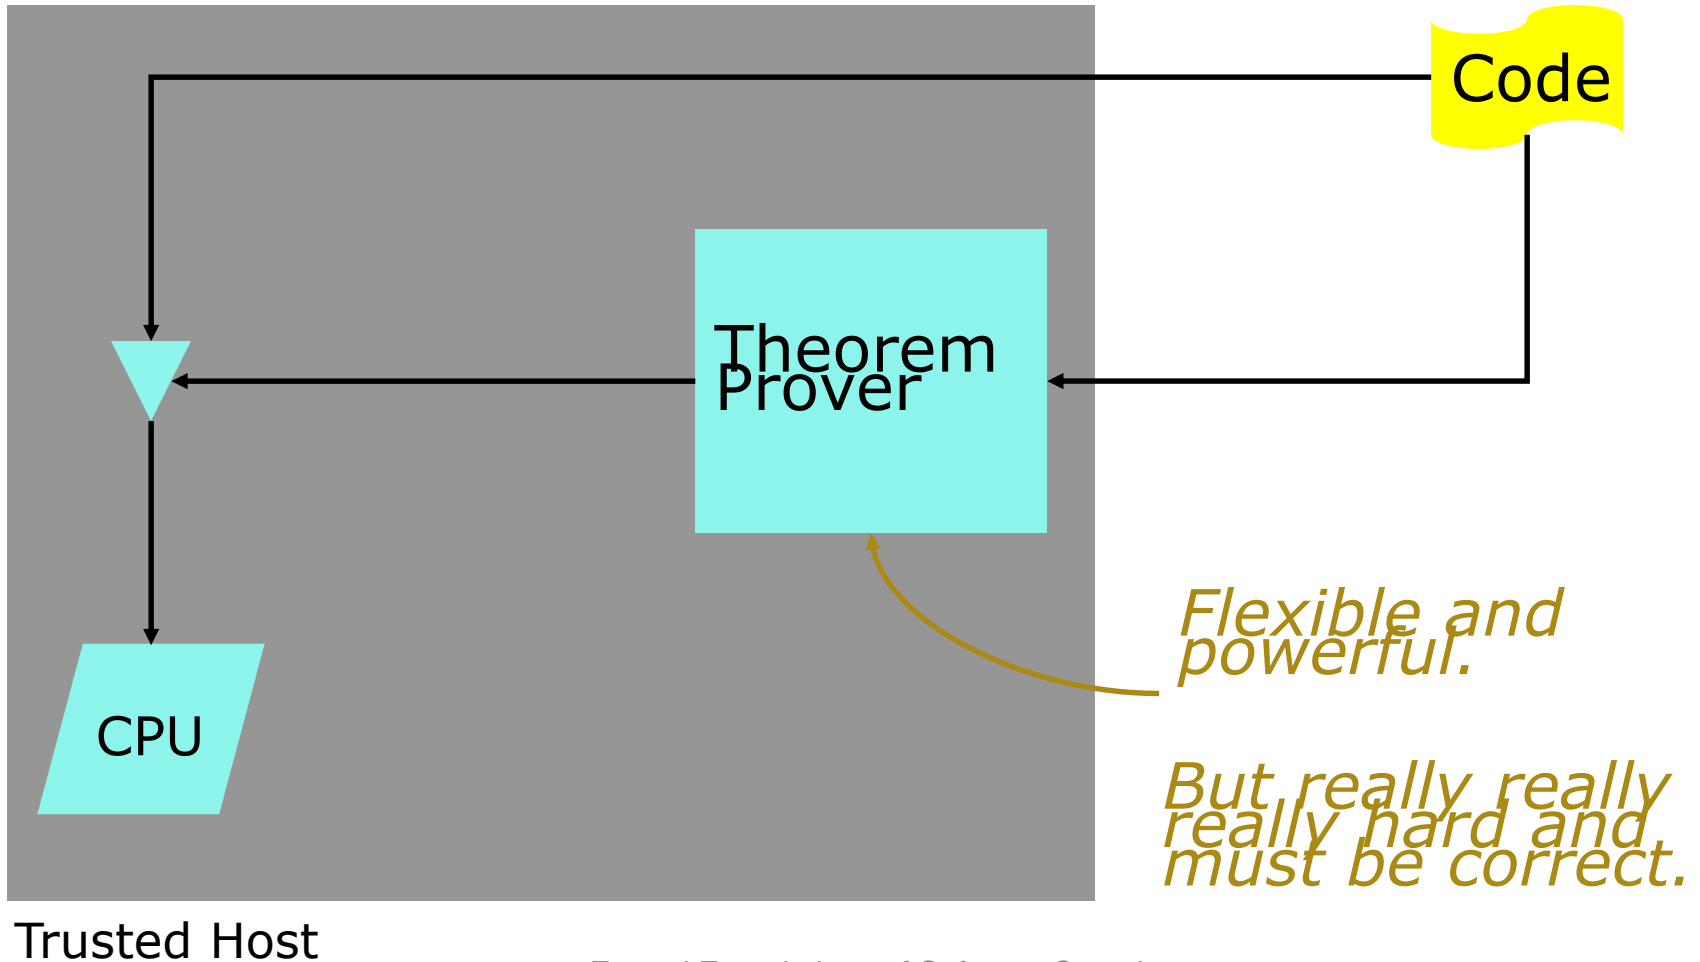 Code
Theorem
Prover
Flexible and
powerful.
CPU
But really really
really hard and
must be correct.
Trusted Host